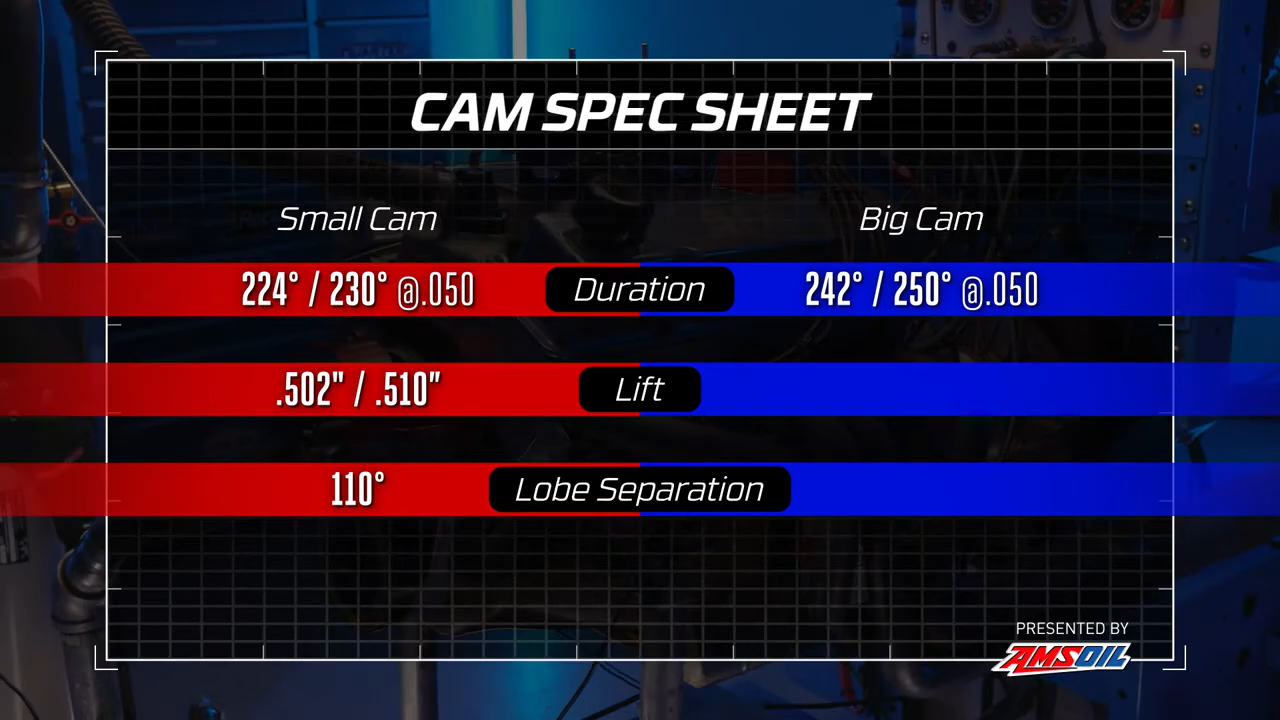 CAM SPEC SHEET
Small Cam Big Cam
224° / 230° @.050 Duration 242° / 250° @.050
.502" / .510" Lift
110° Lobe Separation
PRESENTED BY
AMSOIL